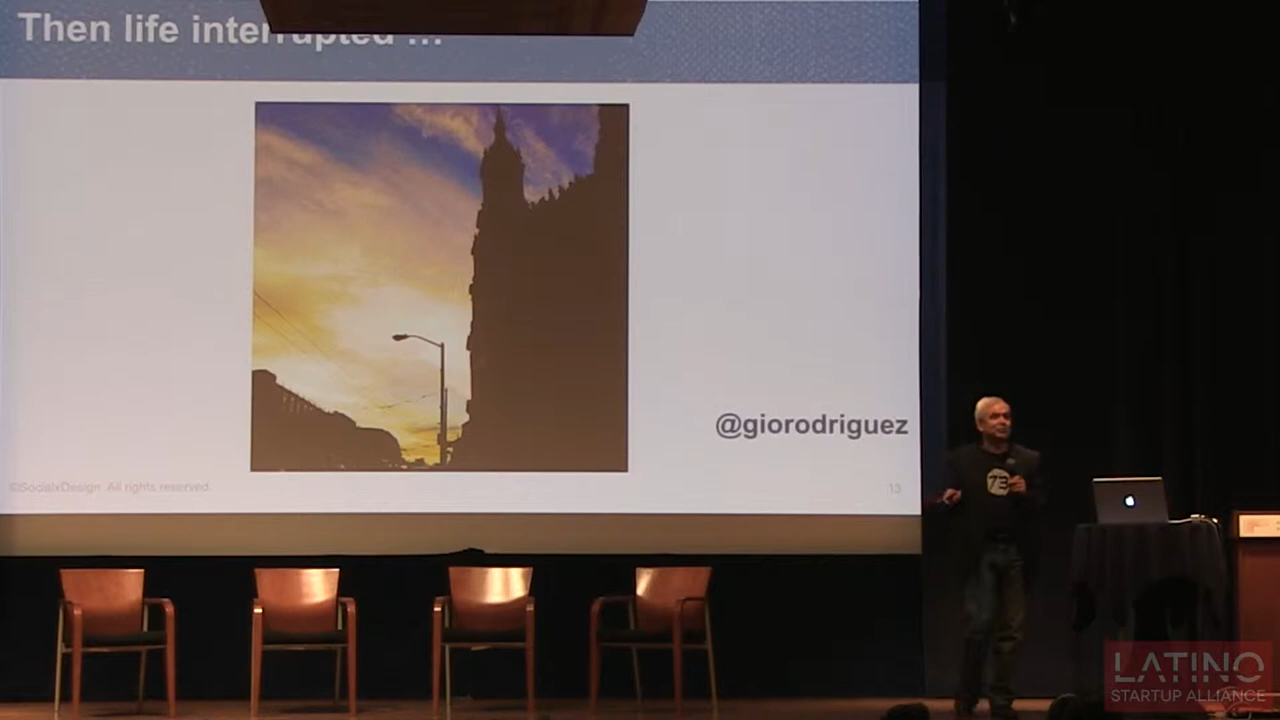 Then life interrupted ...
@giorodriguez
©SocialxDesign. All rights reserved.
13
73
LATINO
STARTUP ALLIANCE